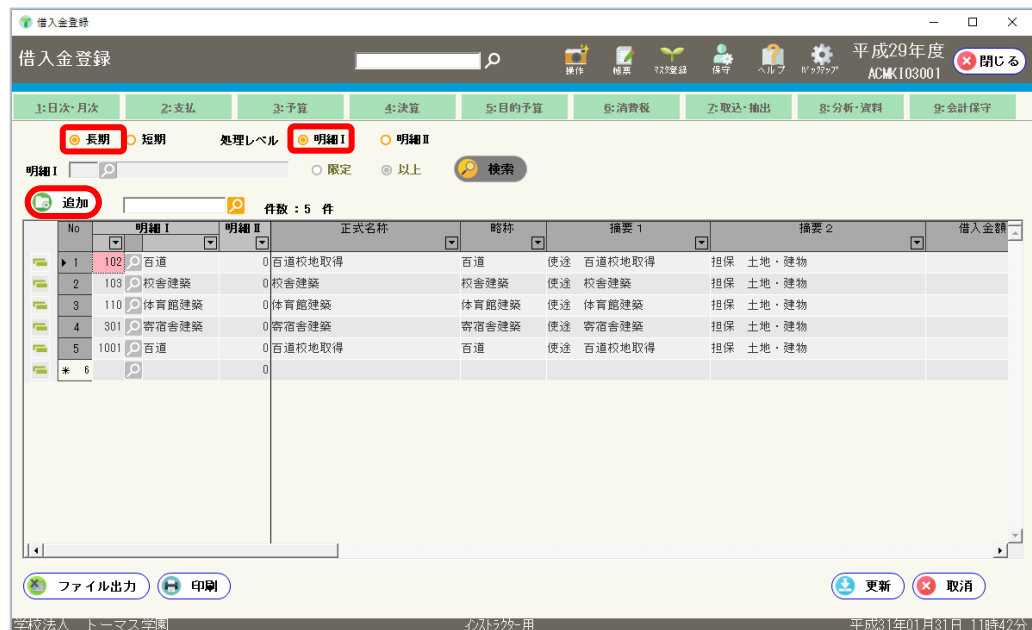 借入金登録
借入金登録 操作 帳票 マスタ登録 保守 ヘルプ ﾊﾞｯｸｱｯﾌﾟ 平成29年度 ACMKI03001 閉じる
1:日次・月次 2:支払 3:予算 4:決算 5:目的予算 6:消費税 7:取込・抽出 8:分析・資料 9:会計保守
長期 短期 処理レベル 明細Ⅰ 明細Ⅱ
明細Ⅰ 限定 以上 検索
追加 件数：5 件
No 明細Ⅰ 明細Ⅱ 正式名称 略称 摘要1 摘要2 借入金額
1 102 百道 0 百道校地取得 百道 使途 百道校地取得 担保 土地・建物
2 103 校舎建築 0 校舎建築 校舎建築 使途 校舎建築 担保 土地・建物
3 110 体育館建築 0 体育館建築 体育館建築 使途 体育館建築 担保 土地・建物
4 301 寄宿舎建築 0 寄宿舎建築 寄宿舎建築 使途 寄宿舎建築 担保 土地・建物
5 1001 百道 0 百道校地取得 百道 使途 百道校地取得 担保 土地・建物
* 6 0
ファイル出力 印刷 更新 取消
学校法人 トーマス学園 ｲﾝｽﾄﾗｸﾀｰ用 平成31年01月31日 11時42分